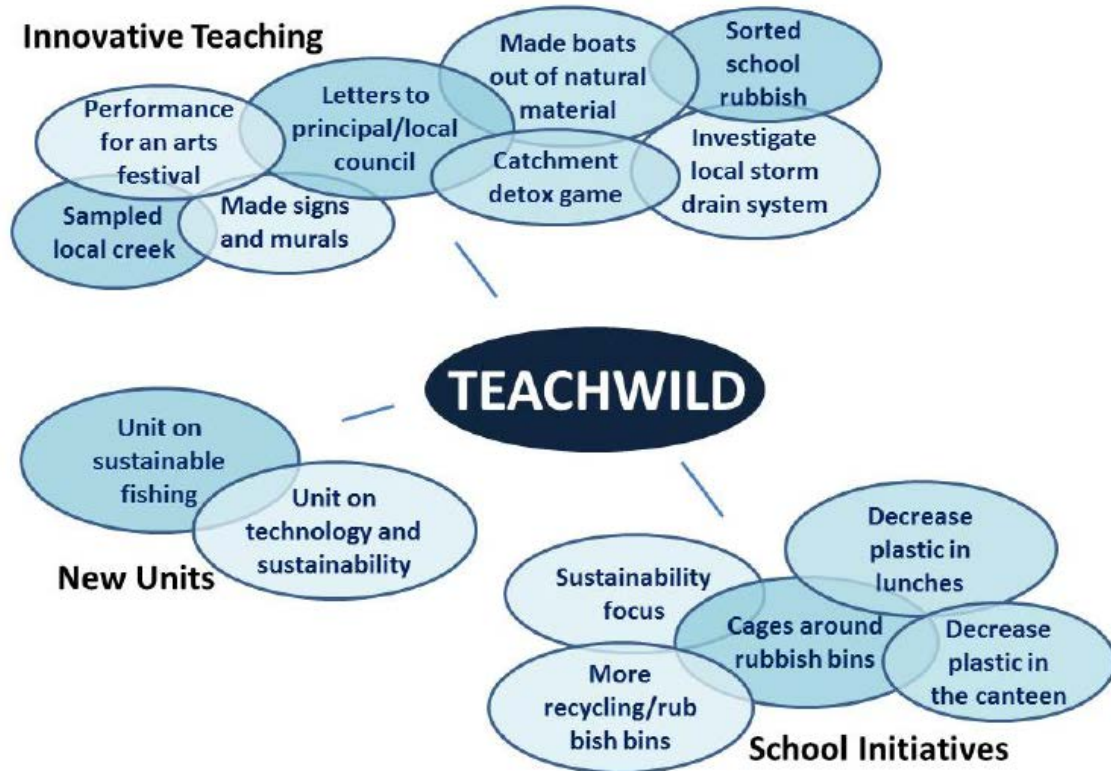 Innovative Teaching
Performance
for an arts
festival
Letters to
principal/local
council
Made boats
out of natural
material
Sorted
school
rubbish
Sampled
local creek
Made signs
and murals
Catchment
detox game
Investigate
local storm
drain system
TEACHWILD
Unit on
sustainable
fishing
Unit on
technology and
sustainability
New Units
Sustainability
focus
Cages around
rubbish bins
Decrease
plastic in
lunches
More
recycling/rub
bish bins
Decrease
plastic in
the canteen
School Initiatives